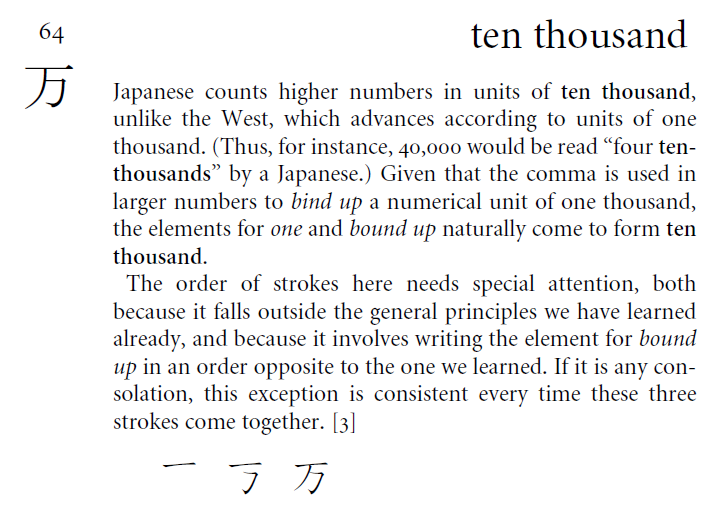 64
ten thousand
万
Japanese counts higher numbers in units of ten thousand,
unlike the West, which advances according to units of one
thousand. (Thus, for instance, 40,000 would be read “four ten-
thousands” by a Japanese.) Given that the comma is used in
larger numbers to bind up a numerical unit of one thousand,
the elements for one and bound up naturally come to form ten
thousand.
The order of strokes here needs special attention, both
because it falls outside the general principles we have learned
already, and because it involves writing the element for bound
up in an order opposite to the one we learned. If it is any con-
solation, this exception is consistent every time these three
strokes come together. [3]
一 丆 万